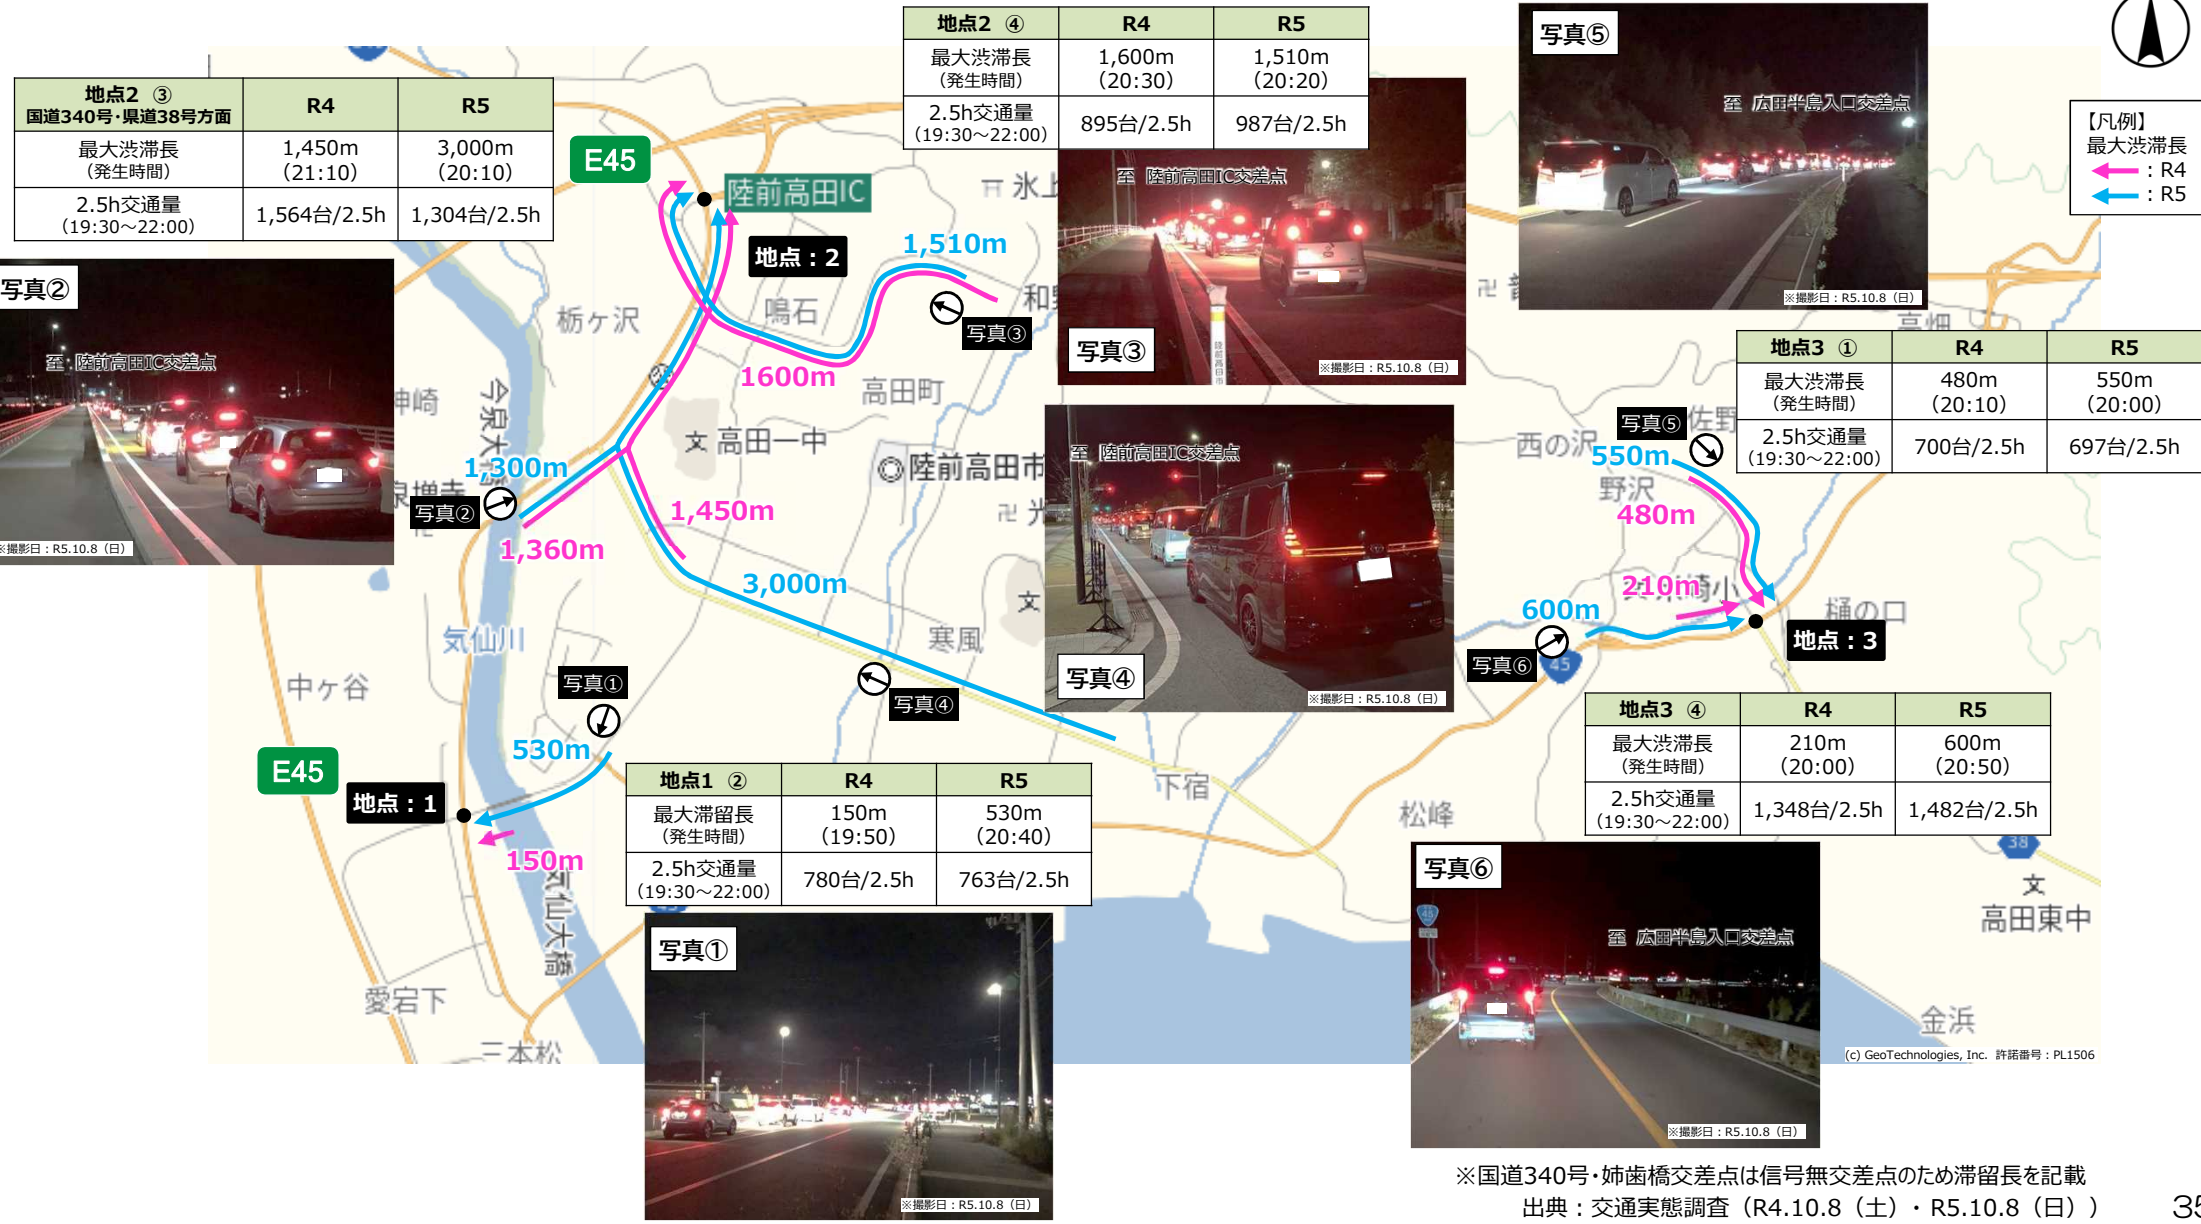 地点2 ④ R4 R5
最大渋滞長 1,600m 1,510m
(発生時間) (20:30) (20:20)
2.5h交通量 895台/2.5h 987台/2.5h
(19:30~22:00)
写真⑤
至 広田半島入口交差点
※撮影日:R5.10.8(日)
【凡例】
最大渋滞長
:R4
:R5
地点2 ③ R4 R5
国道340号・県道38号方面
最大渋滞長 1,450m 3,000m
(発生時間) (21:10) (20:10)
2.5h交通量 1,564台/2.5h 1,304台/2.5h
(19:30~22:00)
E45
陸前高田IC
地点:2
氷上
1,510m
写真③
至 陸前高田IC交差点
写真③
※撮影日:R5.10.8(日)
写真②
至 陸前高田IC交差点
※撮影日:R5.10.8(日)
栃ヶ沢
鳴石
1600m
高田町
高田一中
陸前高田市
今泉大
1,300m
写真②
1,360m
1,450m
3,000m
至 陸前高田IC交差点
写真④
※撮影日:R5.10.8(日)
高畑
地点3 ① R4 R5
最大渋滞長 480m 550m
(発生時間) (20:10) (20:00)
2.5h交通量 700台/2.5h 697台/2.5h
(19:30~22:00)
写真⑤
佐野
西の沢
550m
野沢
480m
210m
崎小
600m
写真⑥
45
樋の口
地点:3
気仙川
寒風
中ヶ谷
写真①
写真④
530m
E45
地点:1
150m
気仙大橋
地点1 ② R4 R5
最大滞留長 150m 530m
(発生時間) (19:50) (20:40)
2.5h交通量 780台/2.5h 763台/2.5h
(19:30~22:00)
下宿
松峰
地点3 ④ R4 R5
最大渋滞長 210m 600m
(発生時間) (20:00) (20:50)
2.5h交通量 1,348台/2.5h 1,482台/2.5h
(19:30~22:00)
38
高田東中
愛宕下
三本松
写真①
※撮影日:R5.10.8(日)
写真⑥
至 広田半島入口交差点
※撮影日:R5.10.8(日)
金浜
(c) GeoTechnologies, Inc. 許諾番号:PL1506
※国道340号・姉歯橋交差点は信号無交差点のため滞留長を記載
出典:交通実態調査(R4.10.8(土)・R5.10.8(日))
35